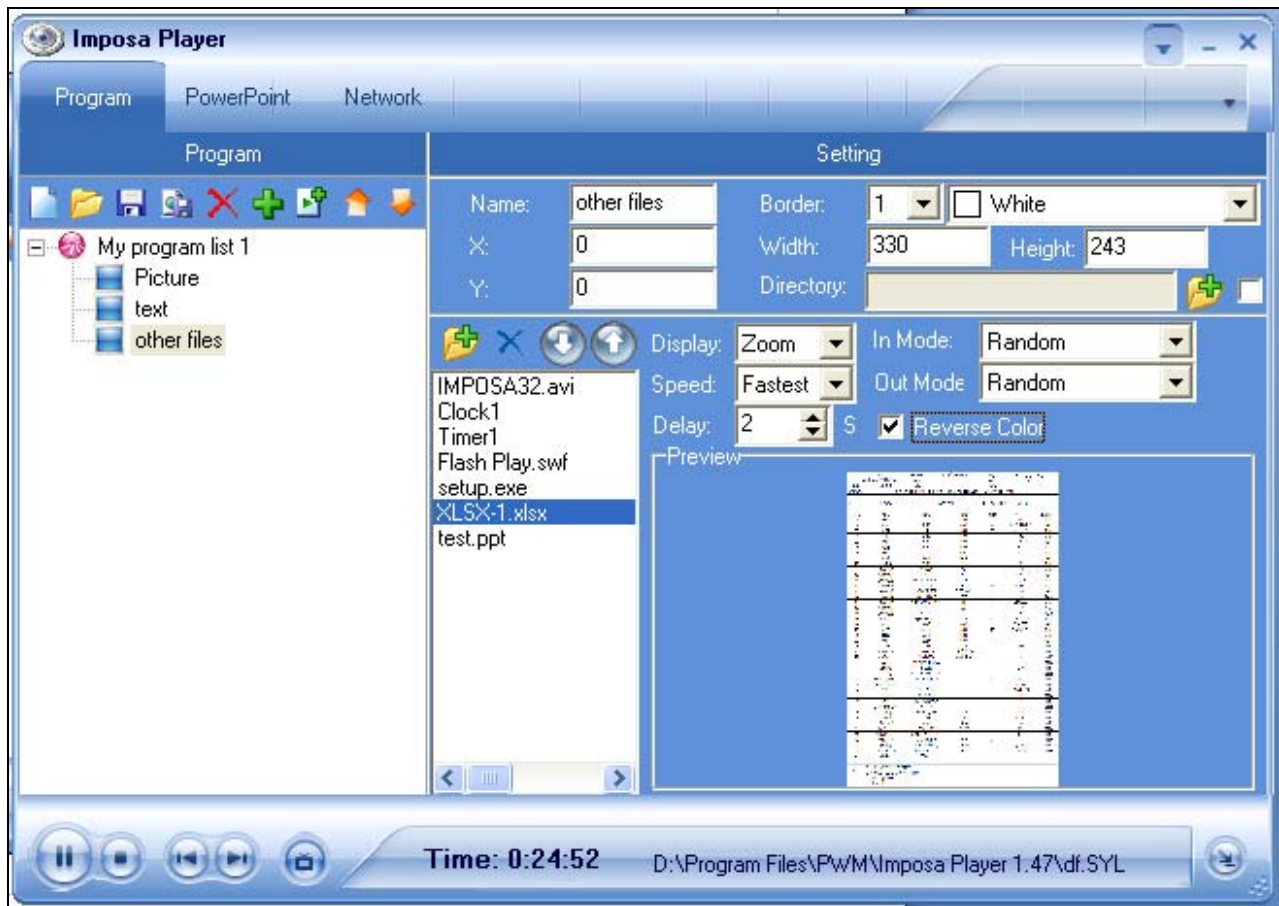 Imposa Player
Program PowerPoint Network
Program
My program list 1
Picture
text
other files
Setting
Name: other files Border: 1 White
X: 0 Width: 330 Height: 243
Y: 0 Directory:
IMPOSA32.avi
Clock1
Timer1
Flash Play.swf
setup.exe
XLSX-1.xlsx
test.ppt
Display: Zoom In Mode: Random
Speed: Fastest Out Mode Random
Delay: 2 S Reverse Color
Preview
Time: 0:24:52 D:\Program Files\PWM\Imposa Player 1.47\df.SYL